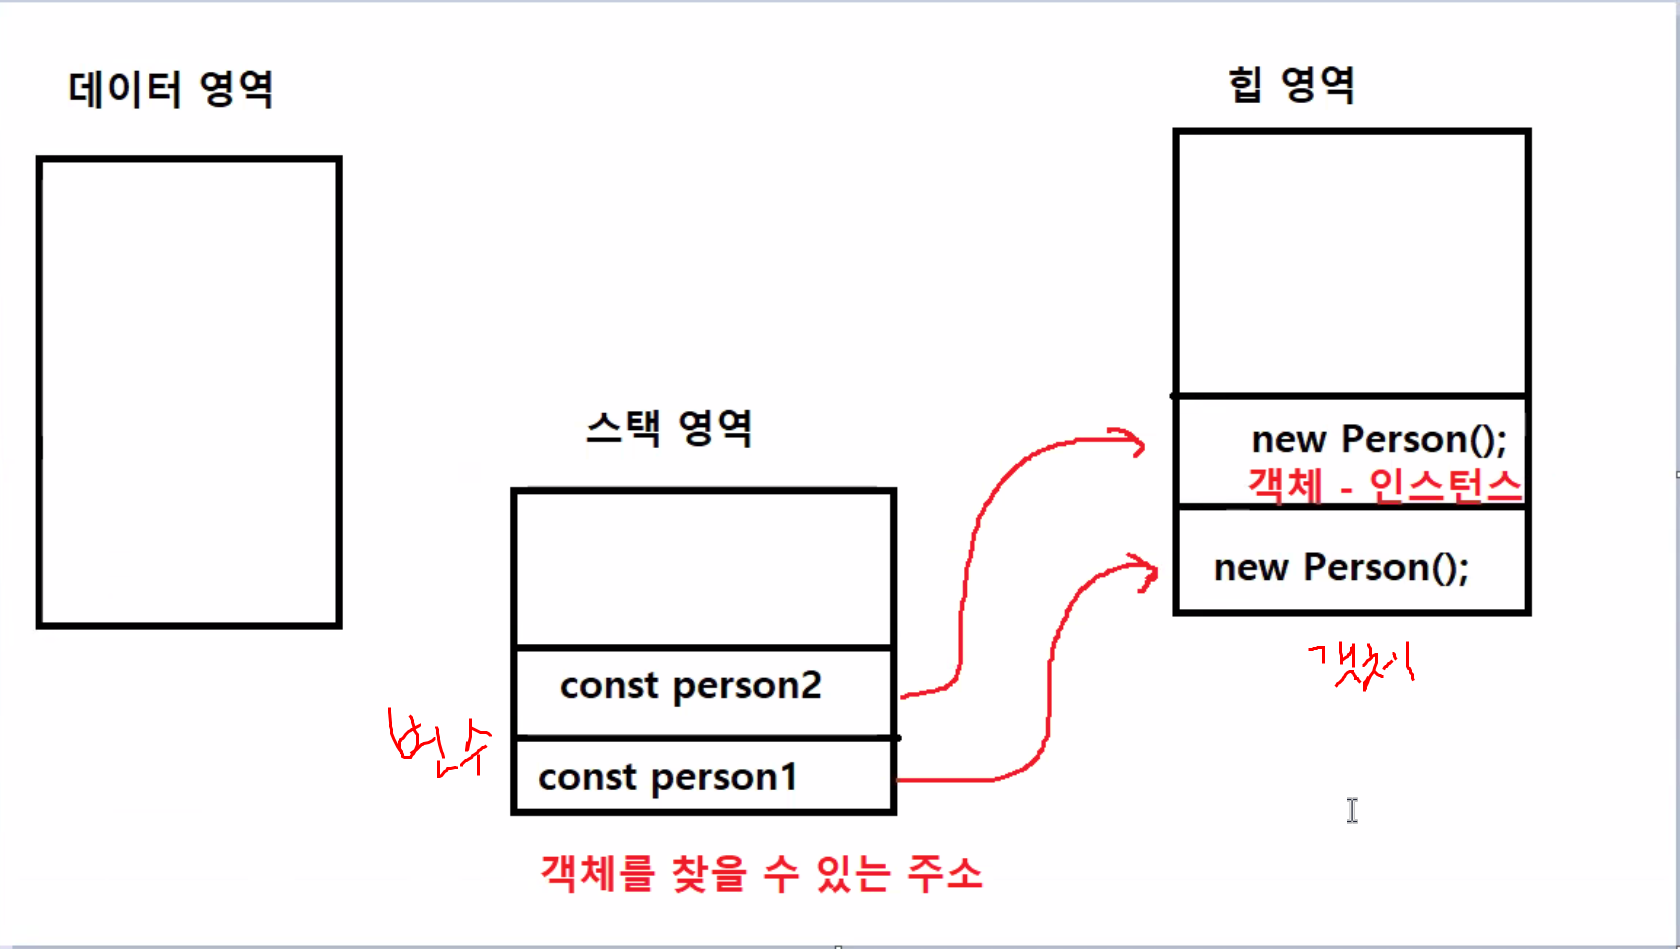 데이터 영역
힙 영역
스택 영역
new Person();
객체 - 인스턴스
new Person();
객체
const person2
변수
const person1
객체를 찾을 수 있는 주소